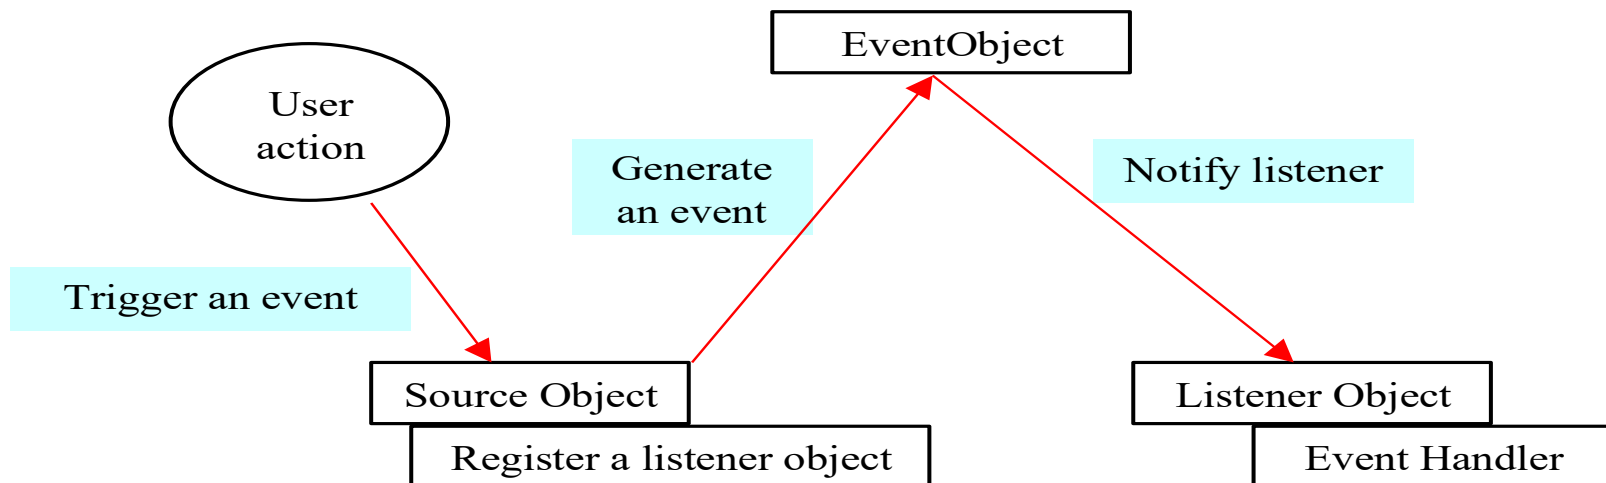 EventObject
User
action
Generate
an event
Notify listener
Trigger an event
Source Object
Listener Object
Register a listener object
Event Handler